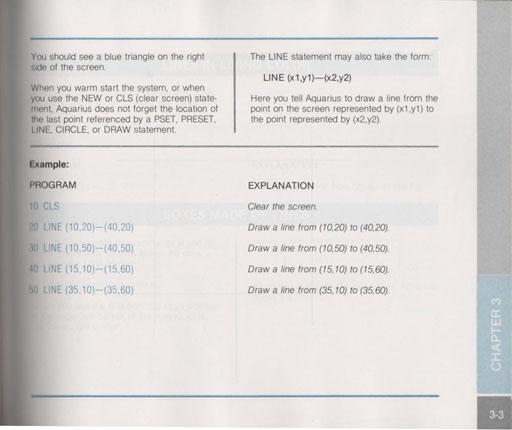 You should see a blue triangle on the right
side of the screen.
When you warm start the system, or when
you use the NEW or CLS (clear screen) state-
ment, Aquarius does not forget the location of
the last point referenced by a PSET, PRESET,
LINE, CIRCLE, or DRAW statement.
The LINE statement may also take the form:
LINE (x1,y1)—(x2,y2)
Here you tell Aquarius to draw a line from the
point on the screen represented by (x1,y1) to
the point represented by (x2,y2).
Example:
PROGRAM EXPLANATION
10 CLS Clear the screen.
20 LINE (10,20)—(40,20) Draw a line from (10,20) to (40,20).
30 LINE (10,50)—(40,50) Draw a line from (10,50) to (40,50).
40 LINE (15,10)—(15,60) Draw a line from (15,10) to (15,60).
50 LINE (35,10)—(35,60) Draw a line from (35,10) to (35,60).
CHAPTER 3
3-3